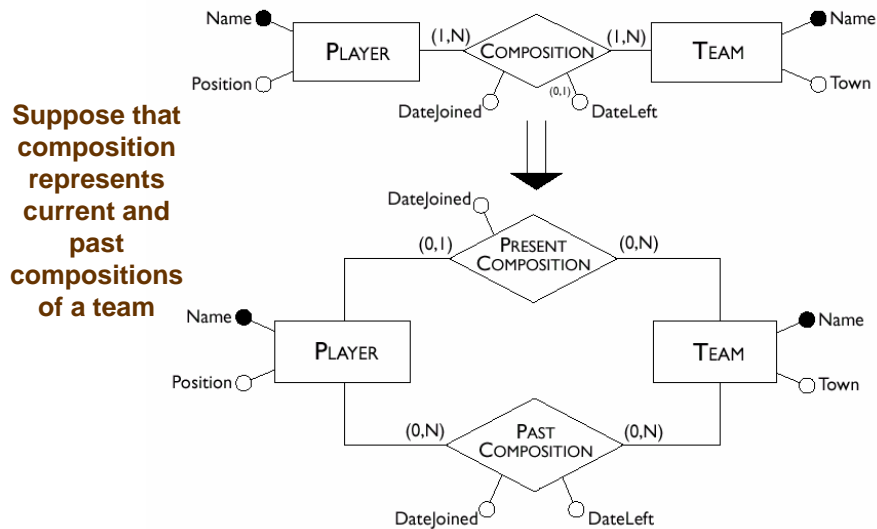 Name
PLAYER
(1,N)
COMPOSITION
(1,N)
TEAM
Name
Position
DateJoined
(0,1)
DateLeft
Town
Suppose that
composition
represents
current and
past
compositions
of a team
DateJoined
(0,1)
PRESENT
COMPOSITION
(0,N)
Name
PLAYER
TEAM
Name
Position
Town
(0,N)
PAST
COMPOSITION
(0,N)
DateJoined
DateLeft